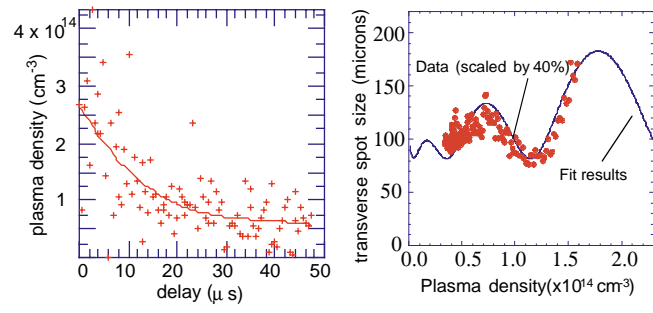 4 x 10^14
3
1
plasma density (cm^-3)
0 10 20 30 40 50
delay (μ s)
200
150
100
50
0
transverse spot size (microns)
Data (scaled by 40%)
Fit results
0.0 0.5 1.0 1.5 2.0
Plasma density(x10^14 cm^-3)